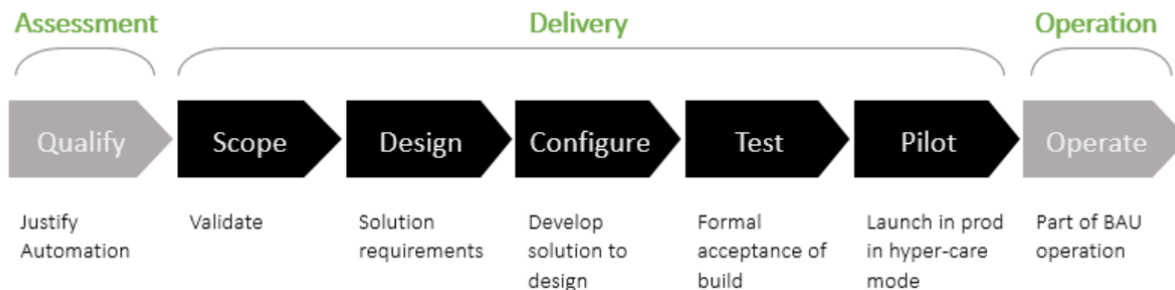 Assessment
Delivery
Operation
Qualify
Scope
Design
Configure
Test
Pilot
Operate
Justify
Automation
Validate
Solution
requirements
Develop
solution to
design
Formal
acceptance of
build
Launch in prod
in hyper-care
mode
Part of BAU
operation